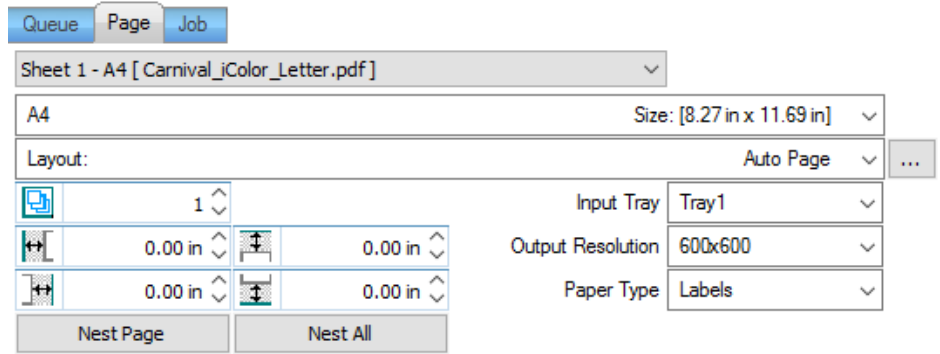 Queue Page Job
Sheet 1 - A4 [ Carnival_iColor_Letter.pdf ]
A4 Size: [8.27 in x 11.69 in]
Layout: Auto Page ...
1 Input Tray Tray1
0.00 in 0.00 in Output Resolution 600x600
0.00 in 0.00 in Paper Type Labels
Nest Page Nest All